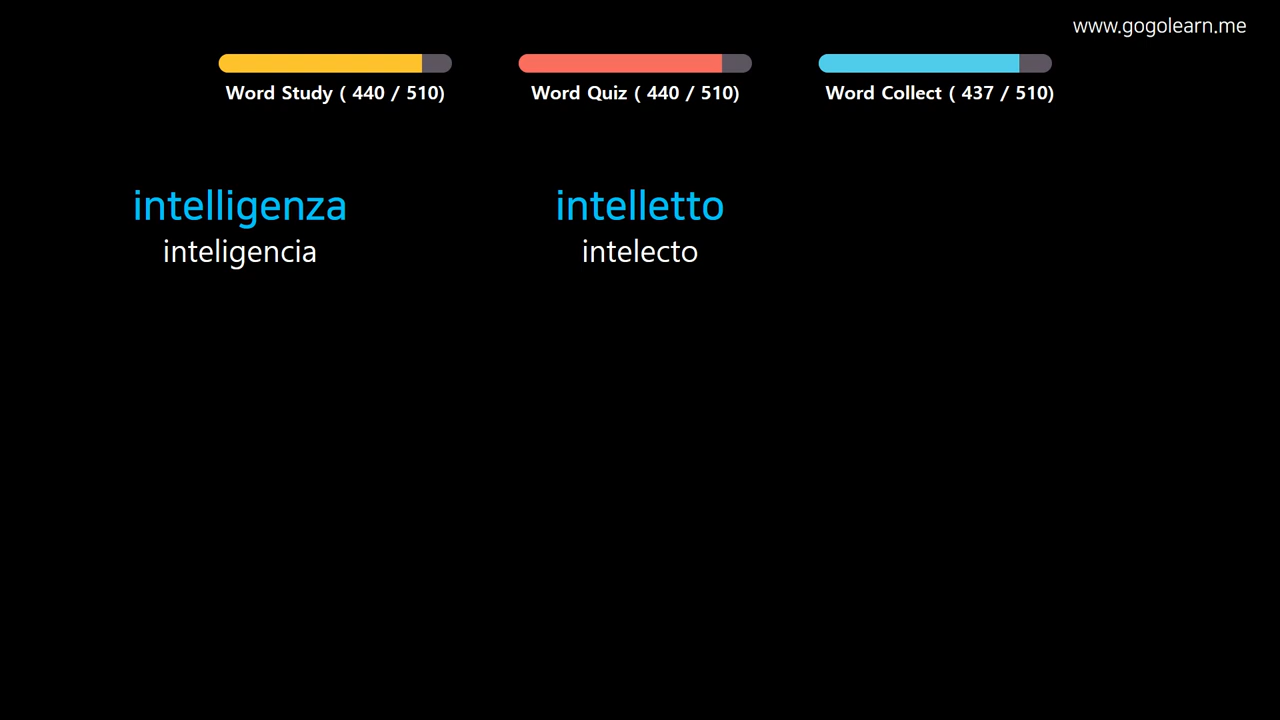 www.gogolearn.me
Word Study ( 440 / 510)
Word Quiz ( 440 / 510)
Word Collect ( 437 / 510)
intelligenza
inteligencia
intelletto
intelecto